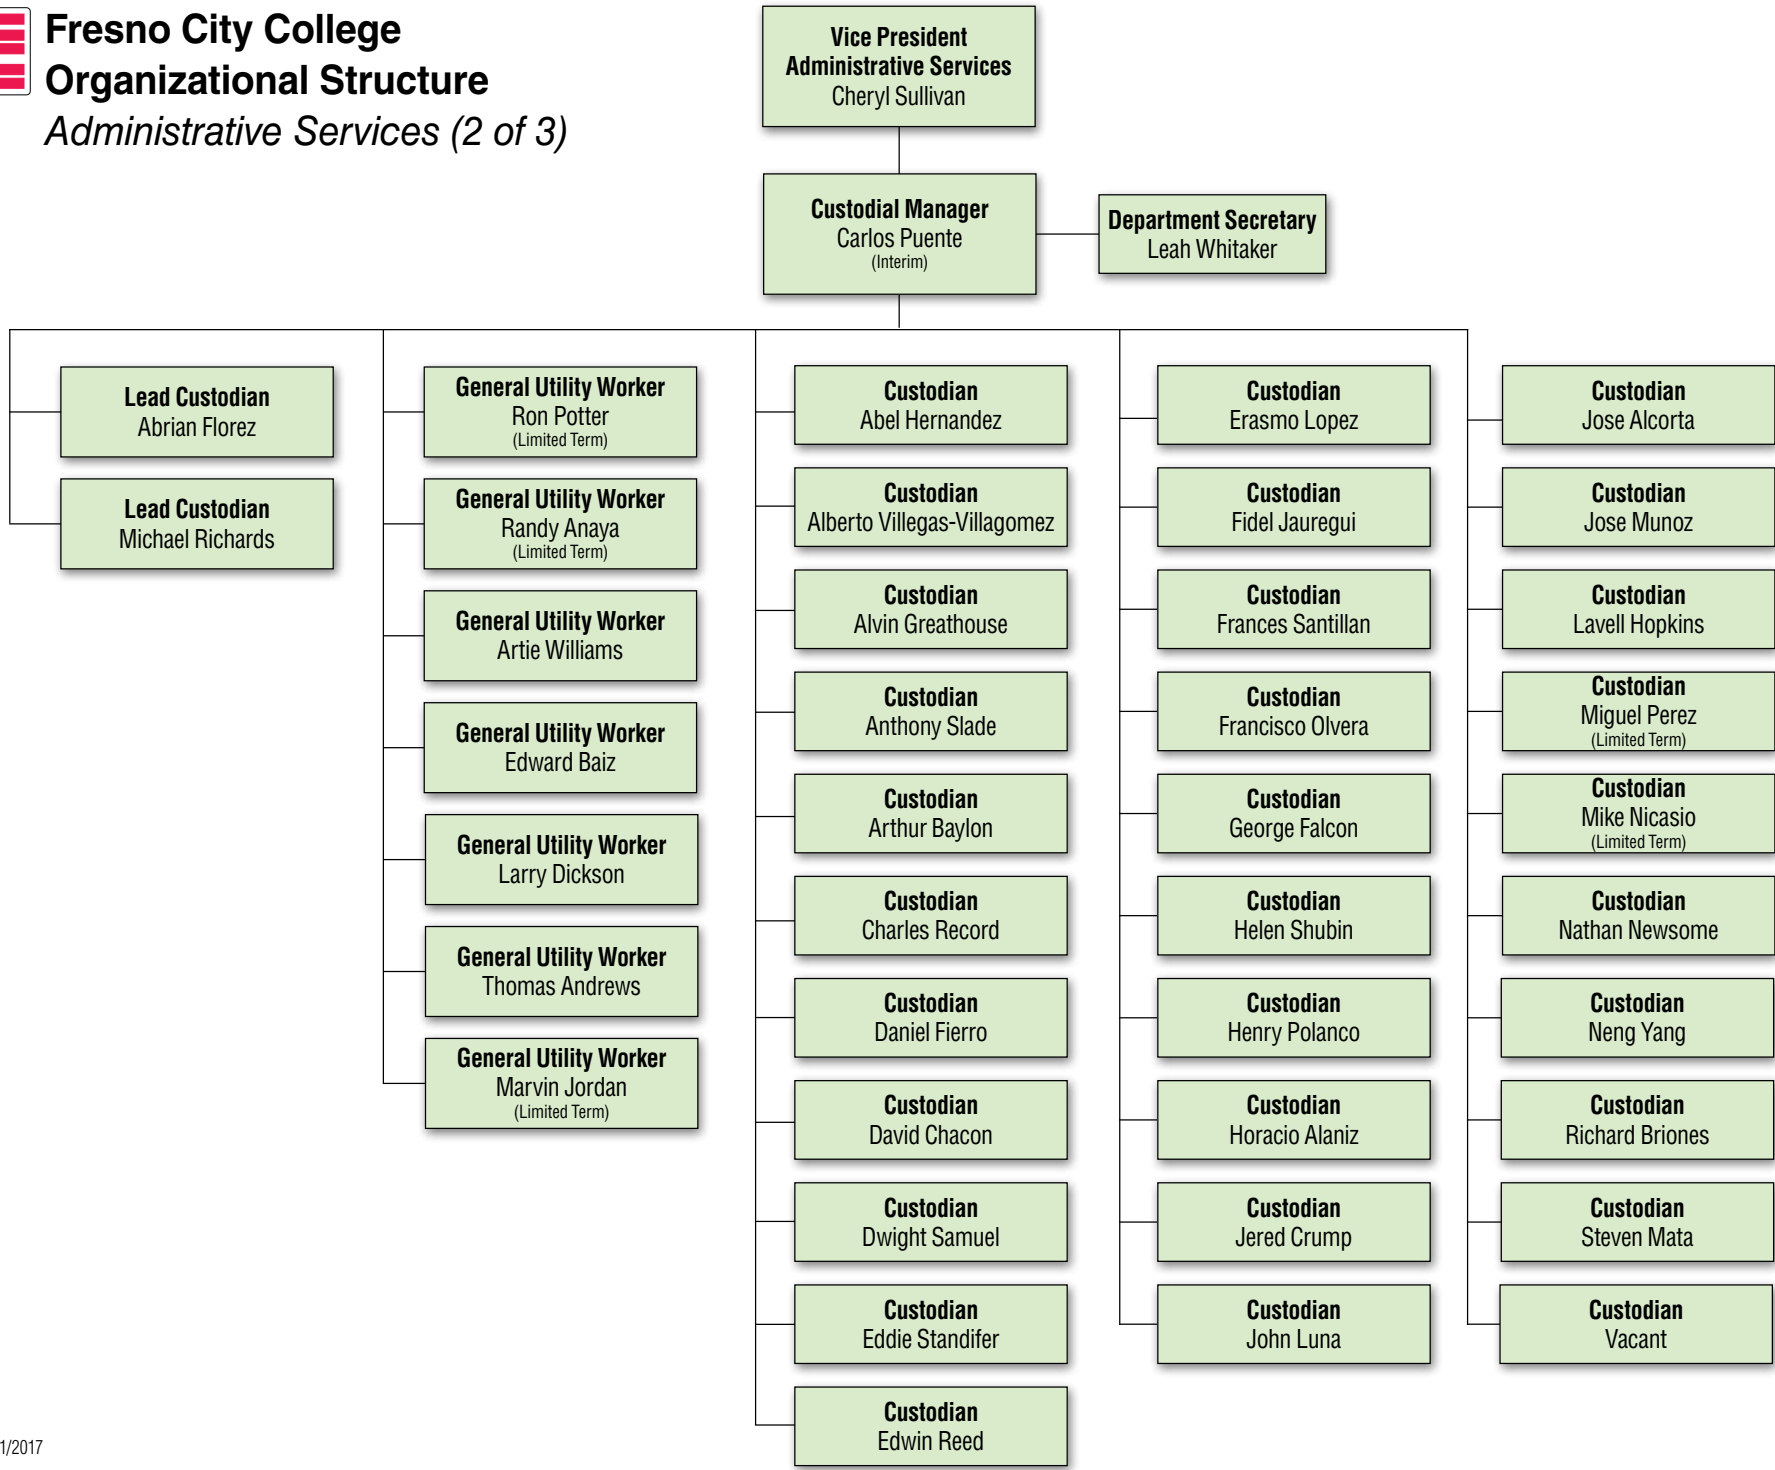 Fresno City College
Organizational Structure
Administrative Services (2 of 3)
Vice President
Administrative Services
Cheryl Sullivan
Custodial Manager
Carlos Puente
(Interim)
Department Secretary
Leah Whitaker
Lead Custodian
Abrian Florez
Lead Custodian
Michael Richards
General Utility Worker
Ron Potter
(Limited Term)
General Utility Worker
Randy Anaya
(Limited Term)
General Utility Worker
Artie Williams
General Utility Worker
Edward Baiz
General Utility Worker
Larry Dickson
General Utility Worker
Thomas Andrews
General Utility Worker
Marvin Jordan
(Limited Term)
Custodian
Abel Hernandez
Custodian
Alberto Villegas-Villagomez
Custodian
Alvin Greathouse
Custodian
Anthony Slade
Custodian
Arthur Baylon
Custodian
Charles Record
Custodian
Daniel Fierro
Custodian
David Chacon
Custodian
Dwight Samuel
Custodian
Eddie Standifer
Custodian
Edwin Reed
Custodian
Erasmo Lopez
Custodian
Fidel Jauregui
Custodian
Frances Santillan
Custodian
Francisco Olvera
Custodian
George Falcon
Custodian
Helen Shubin
Custodian
Henry Polanco
Custodian
Horacio Alaniz
Custodian
Jered Crump
Custodian
John Luna
Custodian
Jose Alcorta
Custodian
Jose Munoz
Custodian
Lavell Hopkins
Custodian
Miguel Perez
(Limited Term)
Custodian
Mike Nicasio
(Limited Term)
Custodian
Nathan Newsome
Custodian
Neng Yang
Custodian
Richard Briones
Custodian
Steven Mata
Custodian
Vacant
1/2017